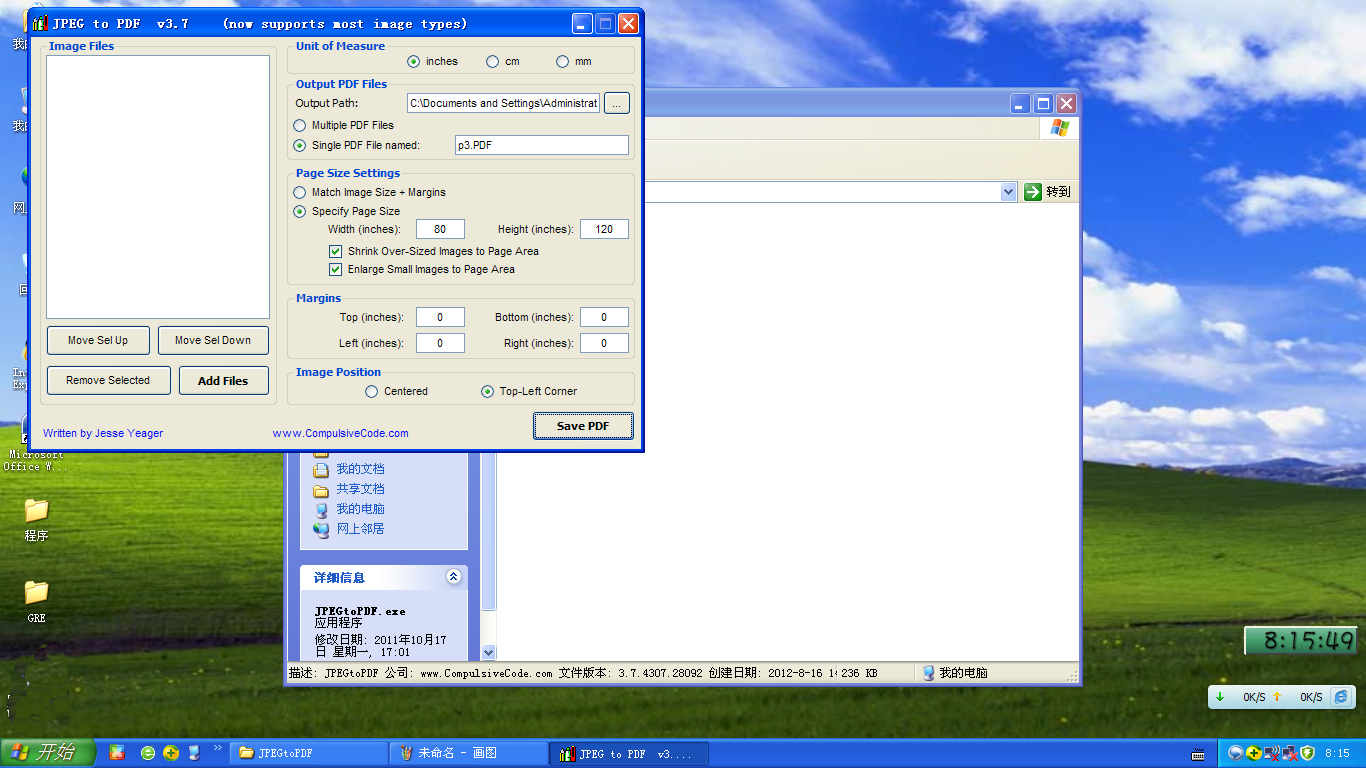 JPEG to PDF v3.7 (now supports most image types)
Image Files
Move Sel Up
Move Sel Down
Remove Selected
Add Files
Written by Jesse Yeager
www.CompulsiveCode.com
Unit of Measure
inches
cm
mm
Output PDF Files
Output Path:
C:\Documents and Settings\Administrat
...
Multiple PDF Files
Single PDF File named:
p3.PDF
Page Size Settings
Match Image Size + Margins
Specify Page Size
Width (inches):
80
Height (inches):
120
Shrink Over-Sized Images to Page Area
Enlarge Small Images to Page Area
Margins
Top (inches):
0
Bottom (inches):
0
Left (inches):
0
Right (inches):
0
Image Position
Centered
Top-Left Corner
Save PDF
转到
Microsoft
Office W...
程序
GRE
我的文档
共享文档
我的电脑
网上邻居
详细信息
JPEGtoPDF.exe
应用程序
修改日期: 2011年10月17
日 星期一, 17:01
描述: JPEGtoPDF 公司: www.CompulsiveCode.com 文件版本: 3.7.4307.28092 创建日期: 2012-8-16 1
236 KB
我的电脑
8:15:49
0K/S
0K/S
开始
JPEGtoPDF
未命名 - 画图
JPEG to PDF v3....
8:15